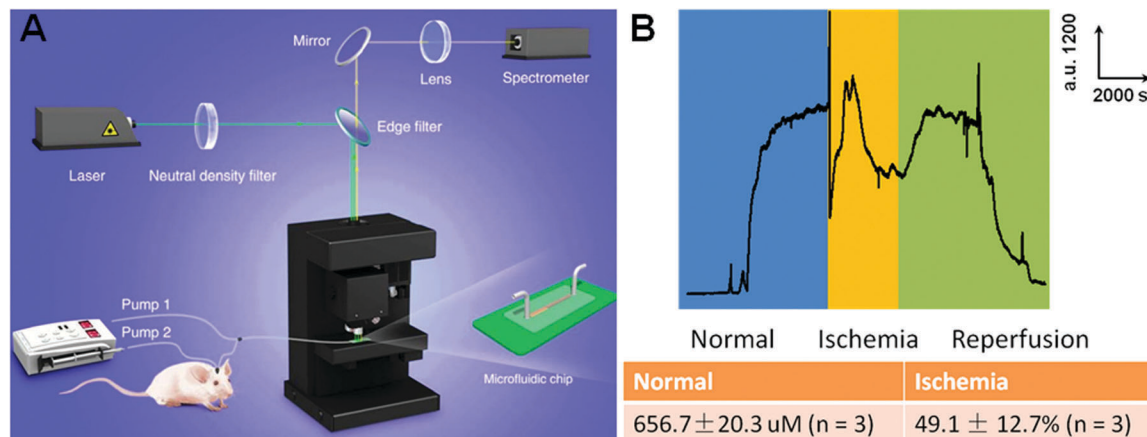 A
Mirror
Lens
Spectrometer
Edge filter
Laser
Neutral density filter
Pump 1
Pump 2
Microfluidic chip
B
a.u. 1200
2000 s
Normal
Ischemia
Reperfusion
Normal
Ischemia
656.7 ± 20.3 uM (n = 3)
49.1 ± 12.7% (n = 3)